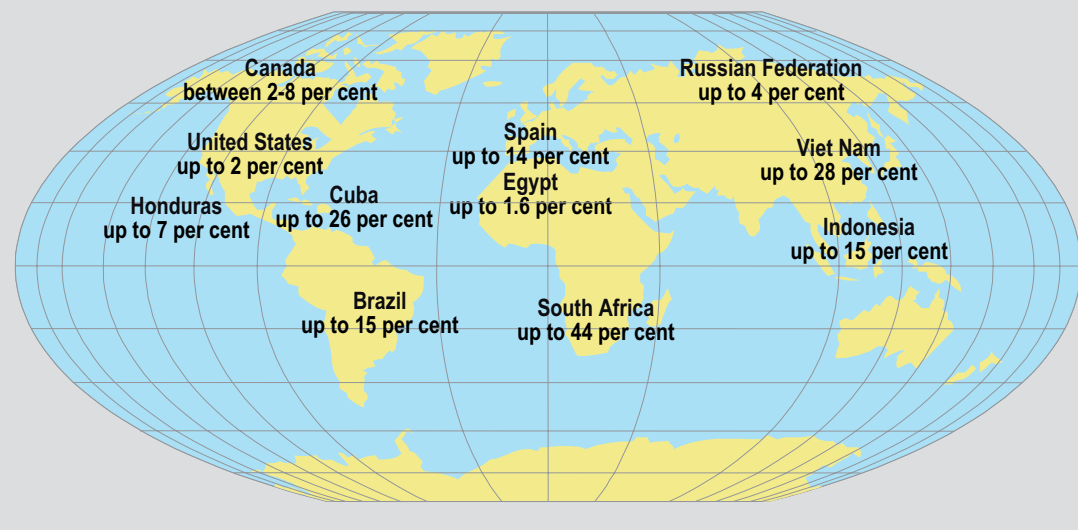 Canada
between 2-8 per cent
Russian Federation
up to 4 per cent
United States
up to 2 per cent
Spain
up to 14 per cent
Viet Nam
up to 28 per cent
Egypt
up to 1.6 per cent
Cuba
up to 26 per cent
Honduras
up to 7 per cent
Indonesia
up to 15 per cent
Brazil
up to 15 per cent
South Africa
up to 44 per cent